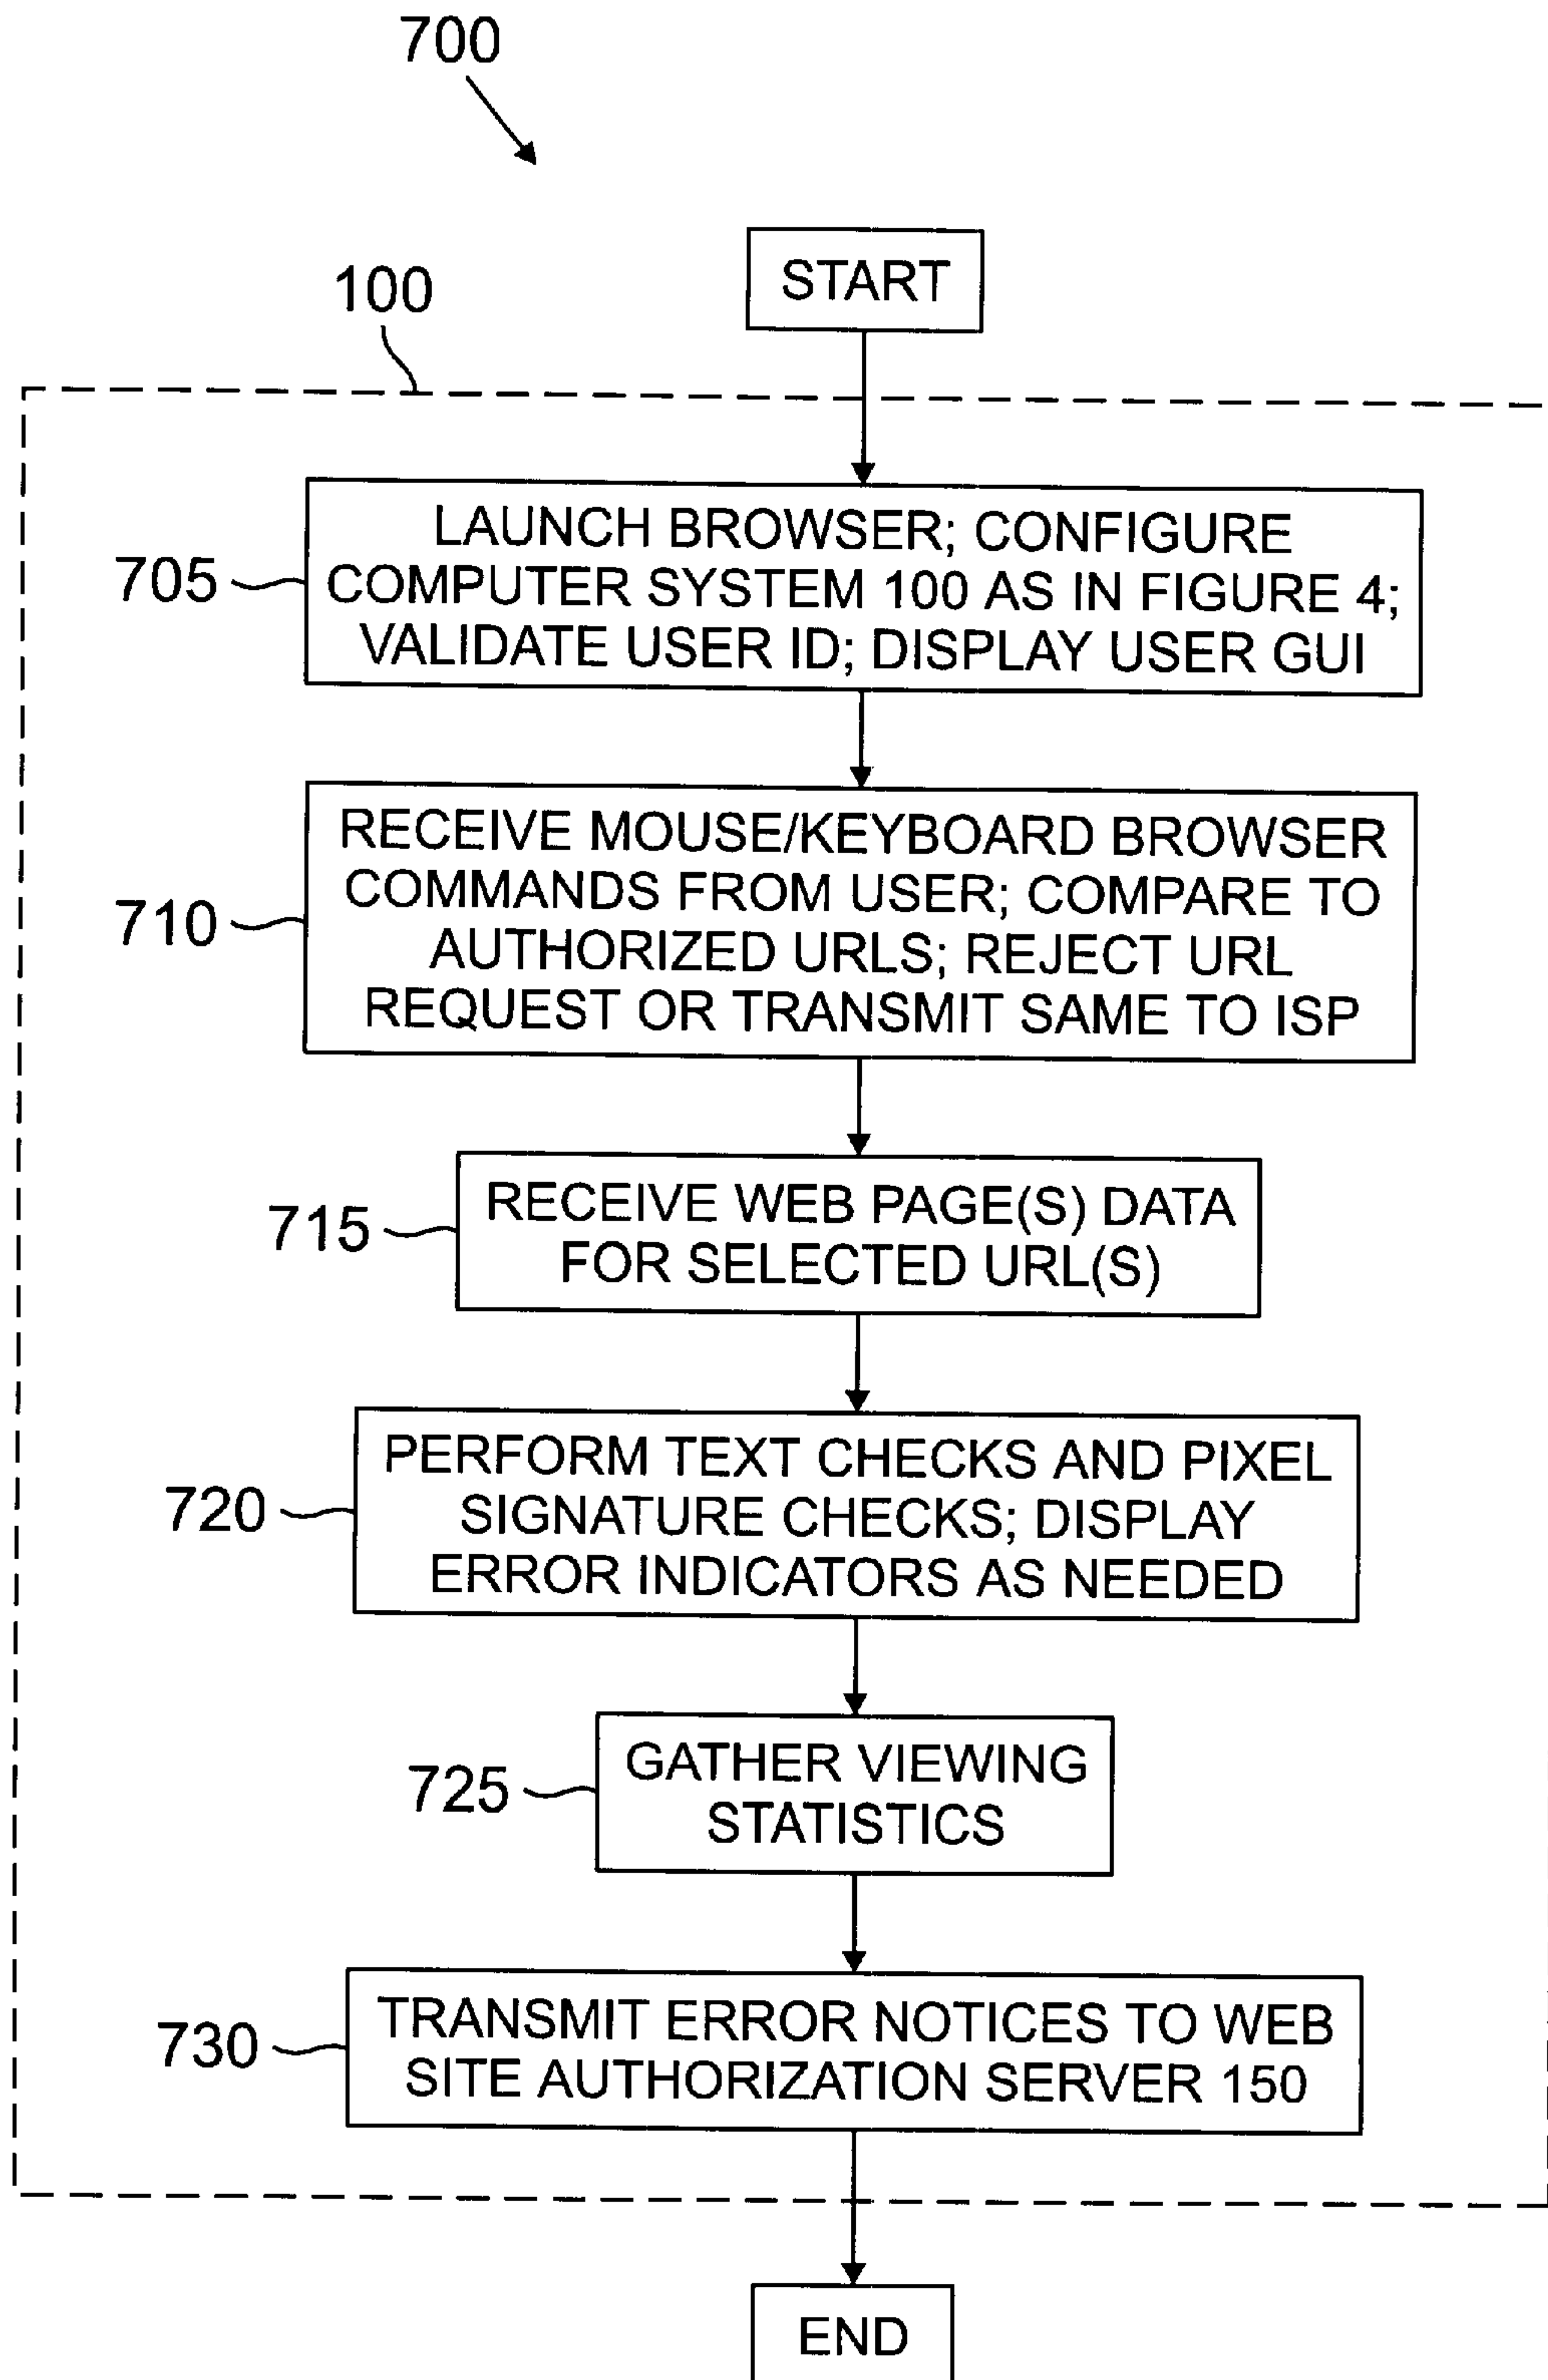 700
START
100
LAUNCH BROWSER; CONFIGURE
COMPUTER SYSTEM 100 AS IN FIGURE 4;
VALIDATE USER ID; DISPLAY USER GUI
705
RECEIVE MOUSE/KEYBOARD BROWSER
COMMANDS FROM USER; COMPARE TO
AUTHORIZED URLS; REJECT URL
REQUEST OR TRANSMIT SAME TO ISP
710
RECEIVE WEB PAGE(S) DATA
FOR SELECTED URL(S)
715
PERFORM TEXT CHECKS AND PIXEL
SIGNATURE CHECKS; DISPLAY
ERROR INDICATORS AS NEEDED
720
GATHER VIEWING
STATISTICS
725
TRANSMIT ERROR NOTICES TO WEB
SITE AUTHORIZATION SERVER 150
730
END